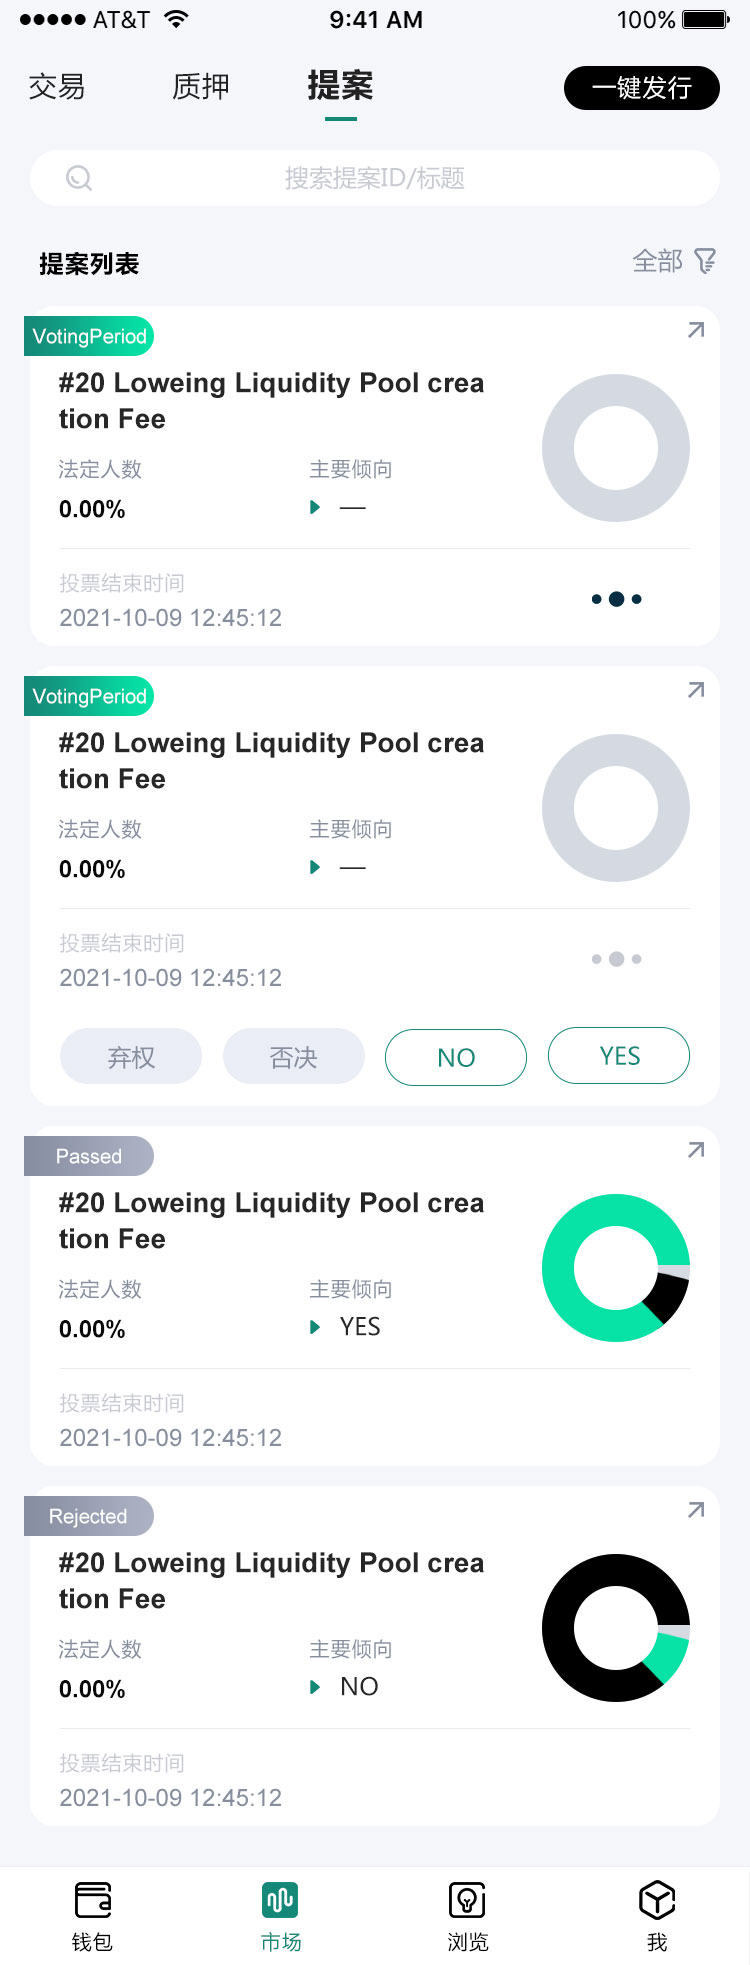 AT&T 9:41 AM 100%
交易 质押 提案 一键发行
搜索提案ID/标题
提案列表 全部
VotingPeriod
#20 Loweing Liquidity Pool crea
tion Fee
法定人数 主要倾向
0.00% —
投票结束时间
2021-10-09 12:45:12
VotingPeriod
#20 Loweing Liquidity Pool crea
tion Fee
法定人数 主要倾向
0.00% —
投票结束时间
2021-10-09 12:45:12
弃权 否决 NO YES
Passed
#20 Loweing Liquidity Pool crea
tion Fee
法定人数 主要倾向
0.00% YES
投票结束时间
2021-10-09 12:45:12
Rejected
#20 Loweing Liquidity Pool crea
tion Fee
法定人数 主要倾向
0.00% NO
投票结束时间
2021-10-09 12:45:12
钱包 市场 浏览 我